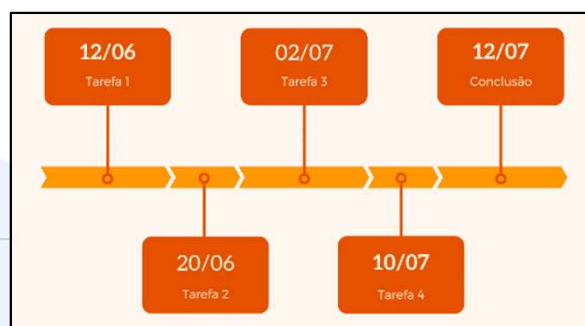 12/06
Tarefa 1
20/06
Tarefa 2
02/07
Tarefa 3
10/07
Tarefa 4
12/07
Conclusão